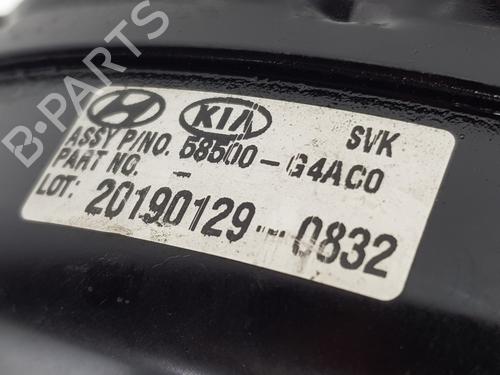 B-PARTS
KIA
SVK
ASSY P/NO. 58500-G4AC0
PART NO. -
LOT: 20190129-0832